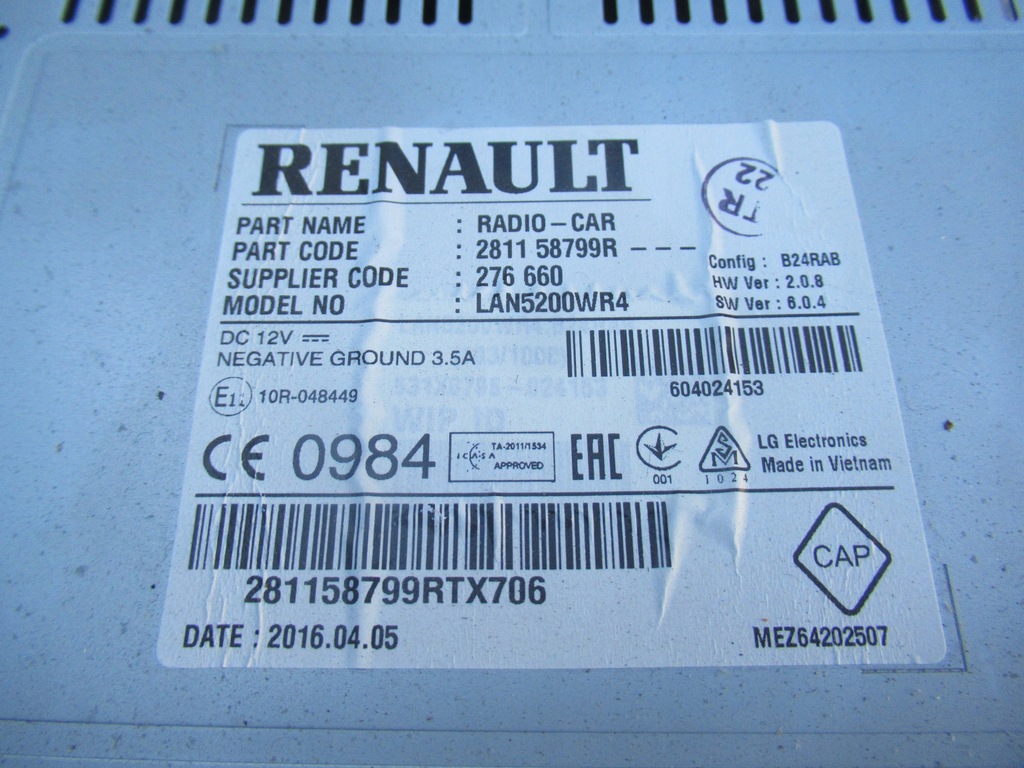 RENAULT
TR
22
PART NAME : RADIO-CAR
PART CODE : 2811 58799R ---
SUPPLIER CODE : 276 660
MODEL NO : LAN5200WR4
Config : B24RAB
HW Ver : 2.0.8
SW Ver : 6.0.4
DC 12V
NEGATIVE GROUND 3.5A
604024153
E11 10R-048449
CE 0984
ICASA TA-2011/1534
APPROVED
EAC
001
SM
1024
LG Electronics
Made in Vietnam
281158799RTX706
CAP
DATE : 2016.04.05
MEZ64202507